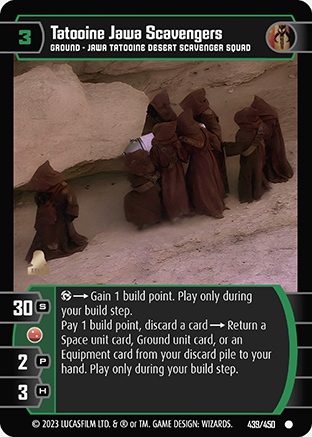 3 Tatooine Jawa Scavengers
GROUND - JAWA TATOOINE DESERT SCAVENGER SQUAD
30 S
2 P
3 H
→ Gain 1 build point. Play only during
your build step.
Pay 1 build point, discard a card → Return a
Space unit card, Ground unit card, or an
Equipment card from your discard pile to your
hand. Play only during your build step.
© 2023 LUCASFILM LTD. & ® or TM. GAME DESIGN: WIZARDS. 439/450